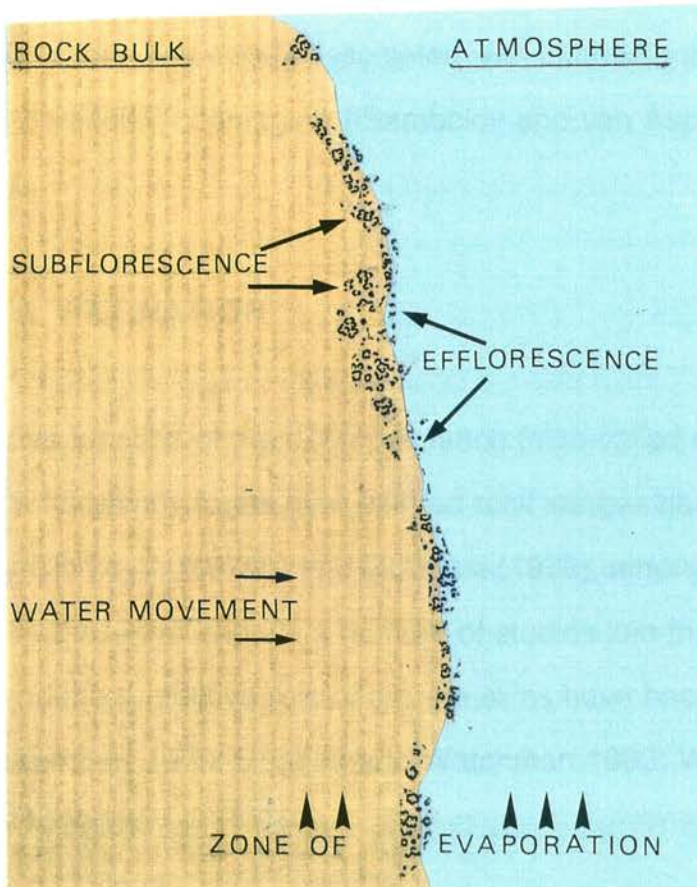 ROCK BULK
ATMOSPHERE
SUBFLORESCENCE
EFFLORESCENCE
WATER MOVEMENT
ZONE OF EVAPORATION